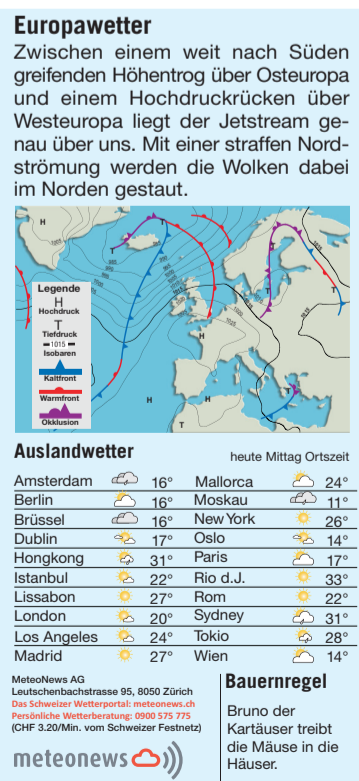 Europawetter
Zwischen einem weit nach Süden
greifenden Höhentrog über Osteuropa
und einem Hochdruckrücken über
Westeuropa liegt der Jetstream ge-
nau über uns. Mit einer straffen Nord-
strömung werden die Wolken dabei
im Norden gestaut.
Legende
H
Hochdruck
T
Tiefdruck
1015
Isobaren
Kaltfront
Warmfront
Okklusion
Auslandwetter
heute Mittag Ortszeit
Amsterdam 16° Mallorca 24°
Berlin 16° Moskau 11°
Brüssel 16° New York 26°
Dublin 17° Oslo 14°
Hongkong 31° Paris 17°
Istanbul 22° Rio d.J. 33°
Lissabon 27° Rom 22°
London 20° Sydney 31°
Los Angeles 24° Tokio 28°
Madrid 27° Wien 14°
MeteoNews AG
Leutschenbachstrasse 95, 8050 Zürich
Das Schweizer Wetterportal: meteonews.ch
Persönliche Wetterberatung: 0900 575 775
(CHF 3.20/Min. vom Schweizer Festnetz)
meteonews
Bauernregel
Bruno der
Kartäuser treibt
die Mäuse in die
Häuser.